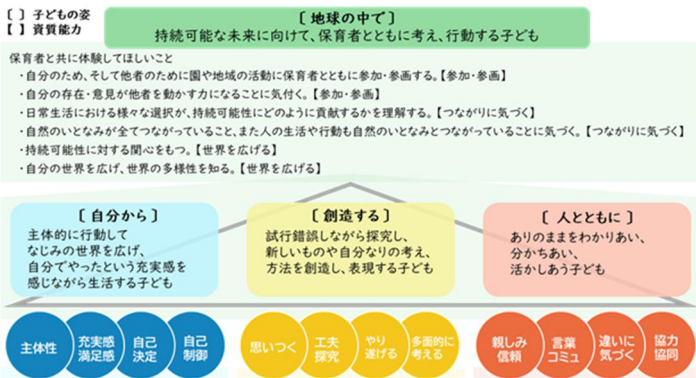 〔 〕子どもの姿
【 】資質能力
〔 地球の中で 〕
持続可能な未来に向けて、保育者とともに考え、行動する子ども
保育者と共に体験してほしいこと
・自分のため、そして他者のために園や地域の活動に保育者とともに参加・参画する。【参加・参画】
・自分の存在・意見が他者を動かす力になることに気付く。【参加・参画】
・日常生活における様々な選択が、持続可能性にどのように貢献するかを理解する。【つながりに気づく】
・自然のいとなみが全てつながっていること、また人の生活や行動も自然のいとなみとつながっていることに気づく。【つながりに気づく】
・持続可能性に対する関心をもつ。【世界を広げる】
・自分の世界を広げ、世界の多様性を知る。【世界を広げる】
〔 自分から 〕
主体的に行動して
なじみの世界を広げ、
自分でやったという充実感を
感じながら生活する子ども
〔 創造する 〕
試行錯誤しながら探究し、
新しいものや自分なりの考え、
方法を創造し、表現する子ども
〔 人とともに 〕
ありのままをわかりあい、
分かちあい、
活かしあう子ども
主体性
充実感
満足感
自己
決定
自己
制御
思いつく
工夫
探究
やり
遂げる
多面的に
考える
親しみ
信頼
言葉
コミュ
違いに
気づく
協力
協同